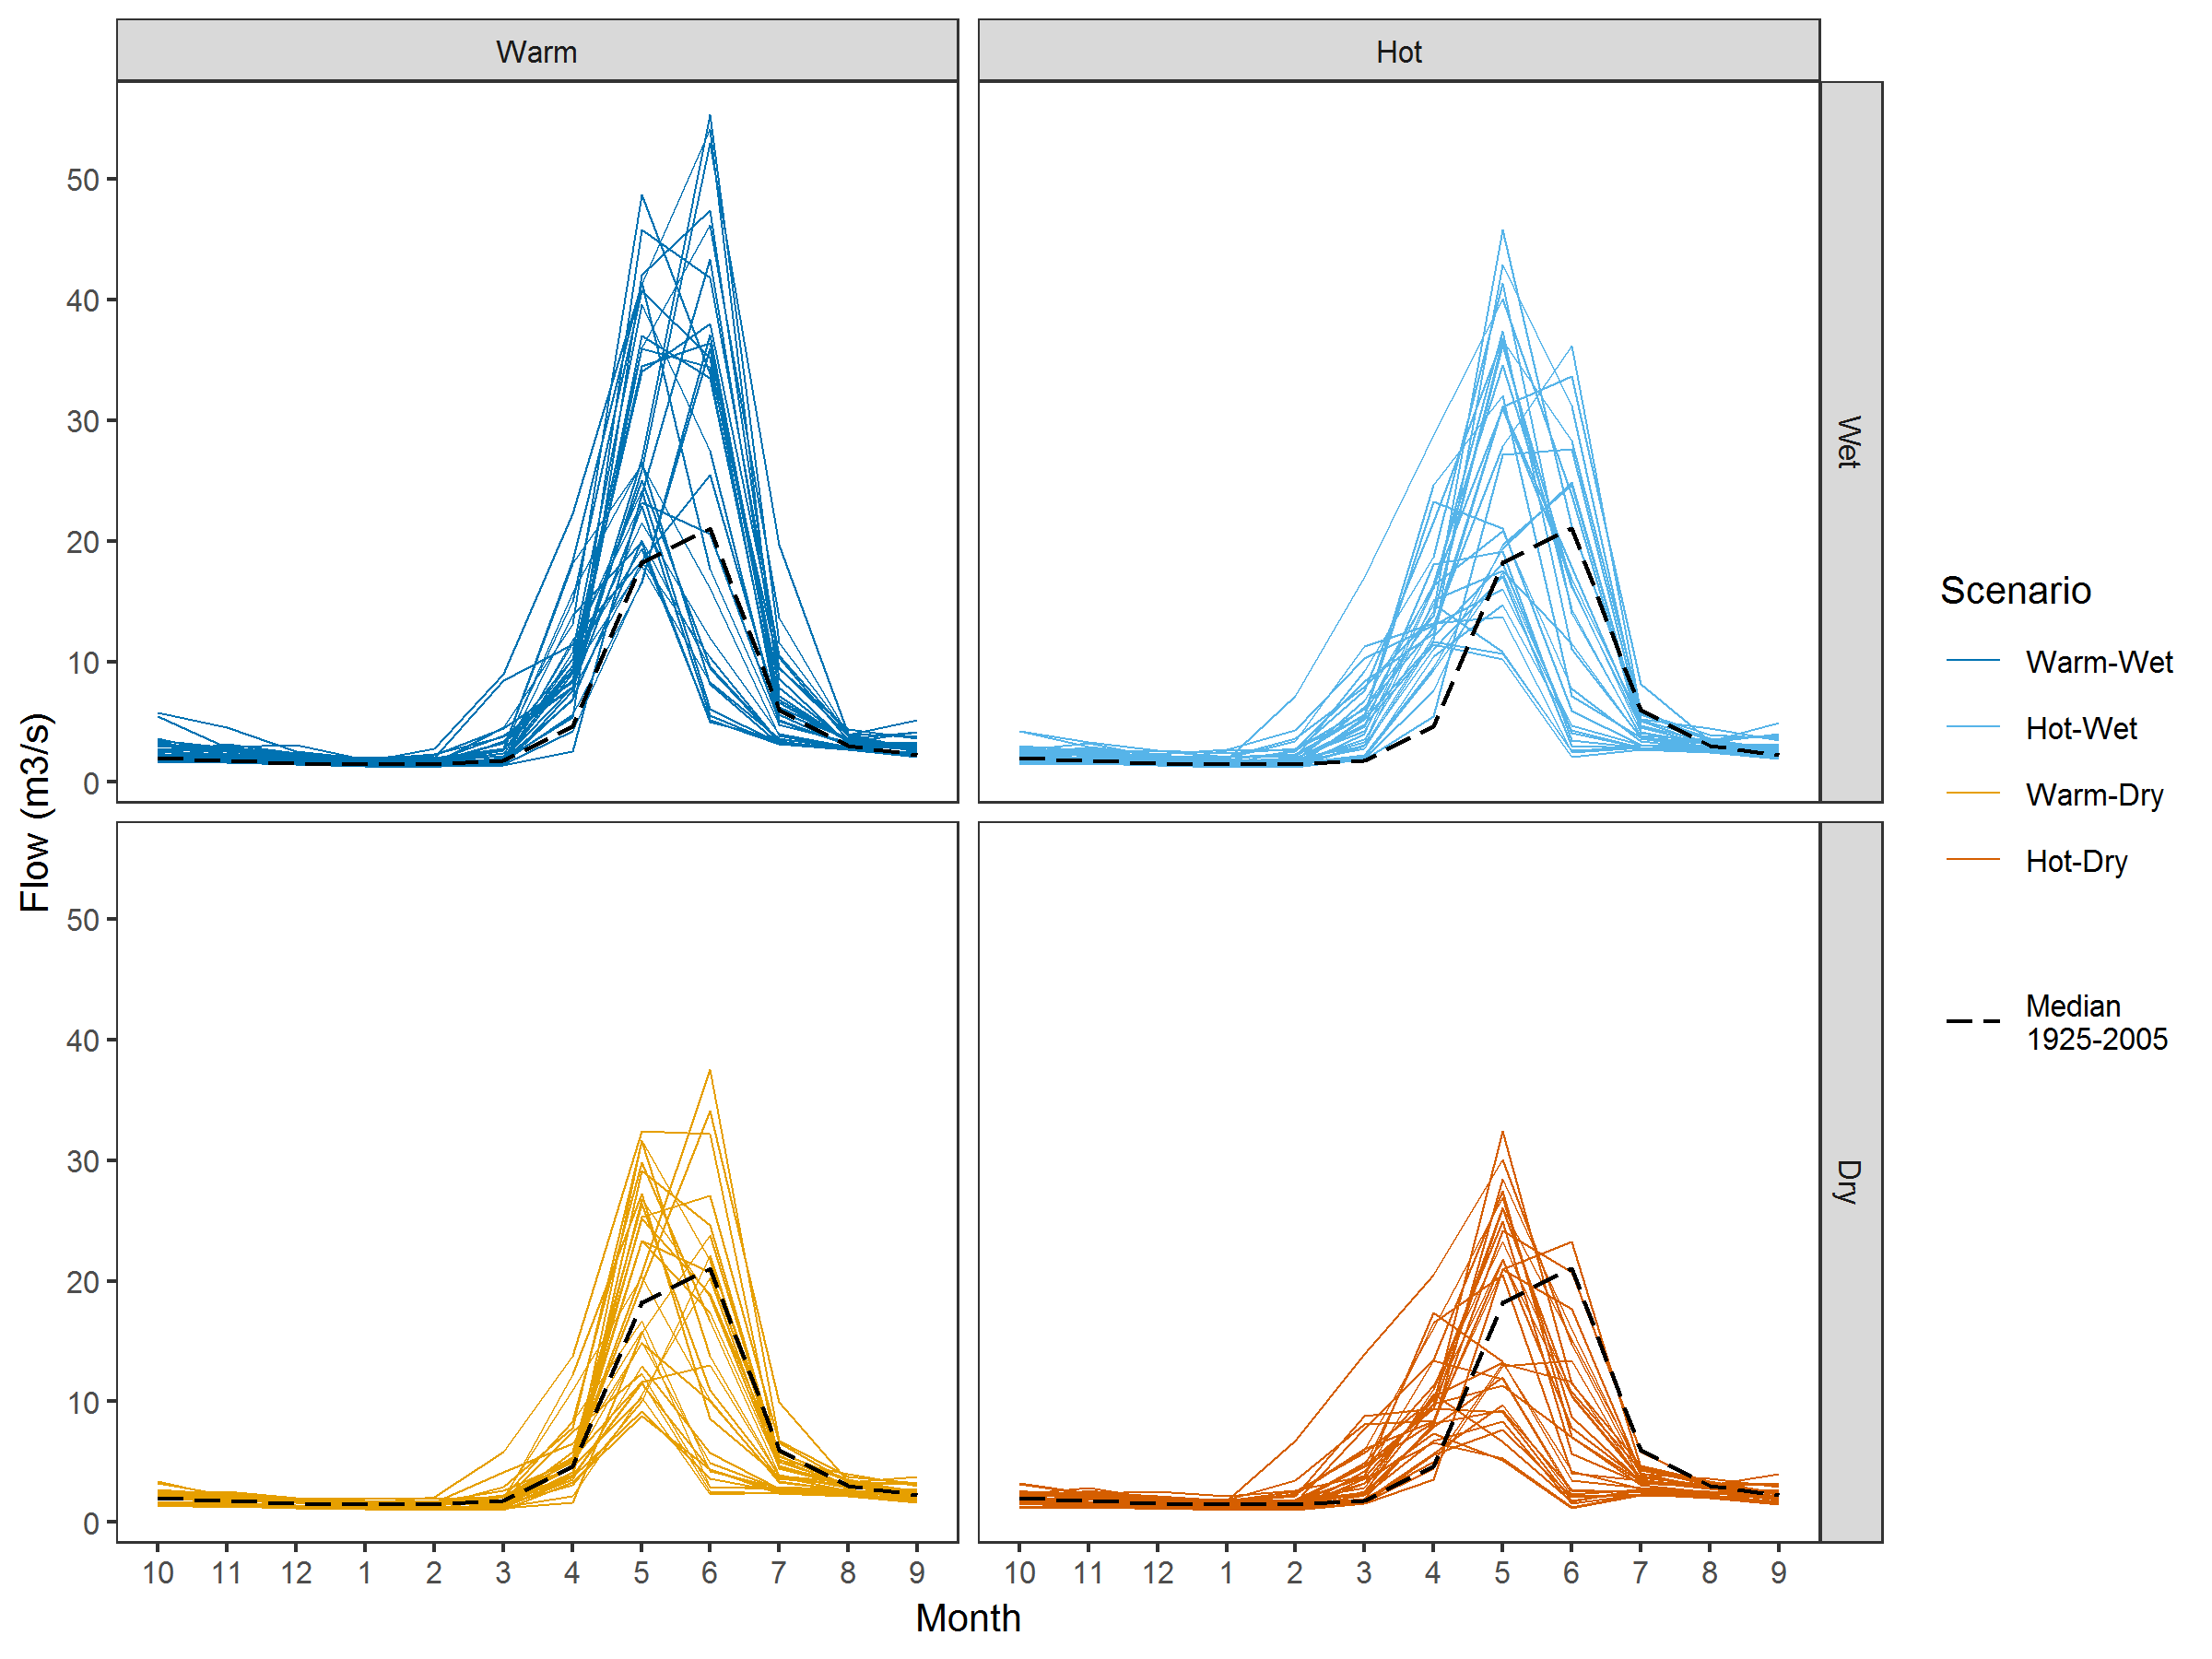 Warm
Hot
50
40
30
20
10
0
Wet
50
40
30
20
10
0
Dry
Flow (m3/s)
10 11 12 1 2 3 4 5 6 7 8 9
10 11 12 1 2 3 4 5 6 7 8 9
Month
Scenario
Warm-Wet
Hot-Wet
Warm-Dry
Hot-Dry
Median
1925-2005